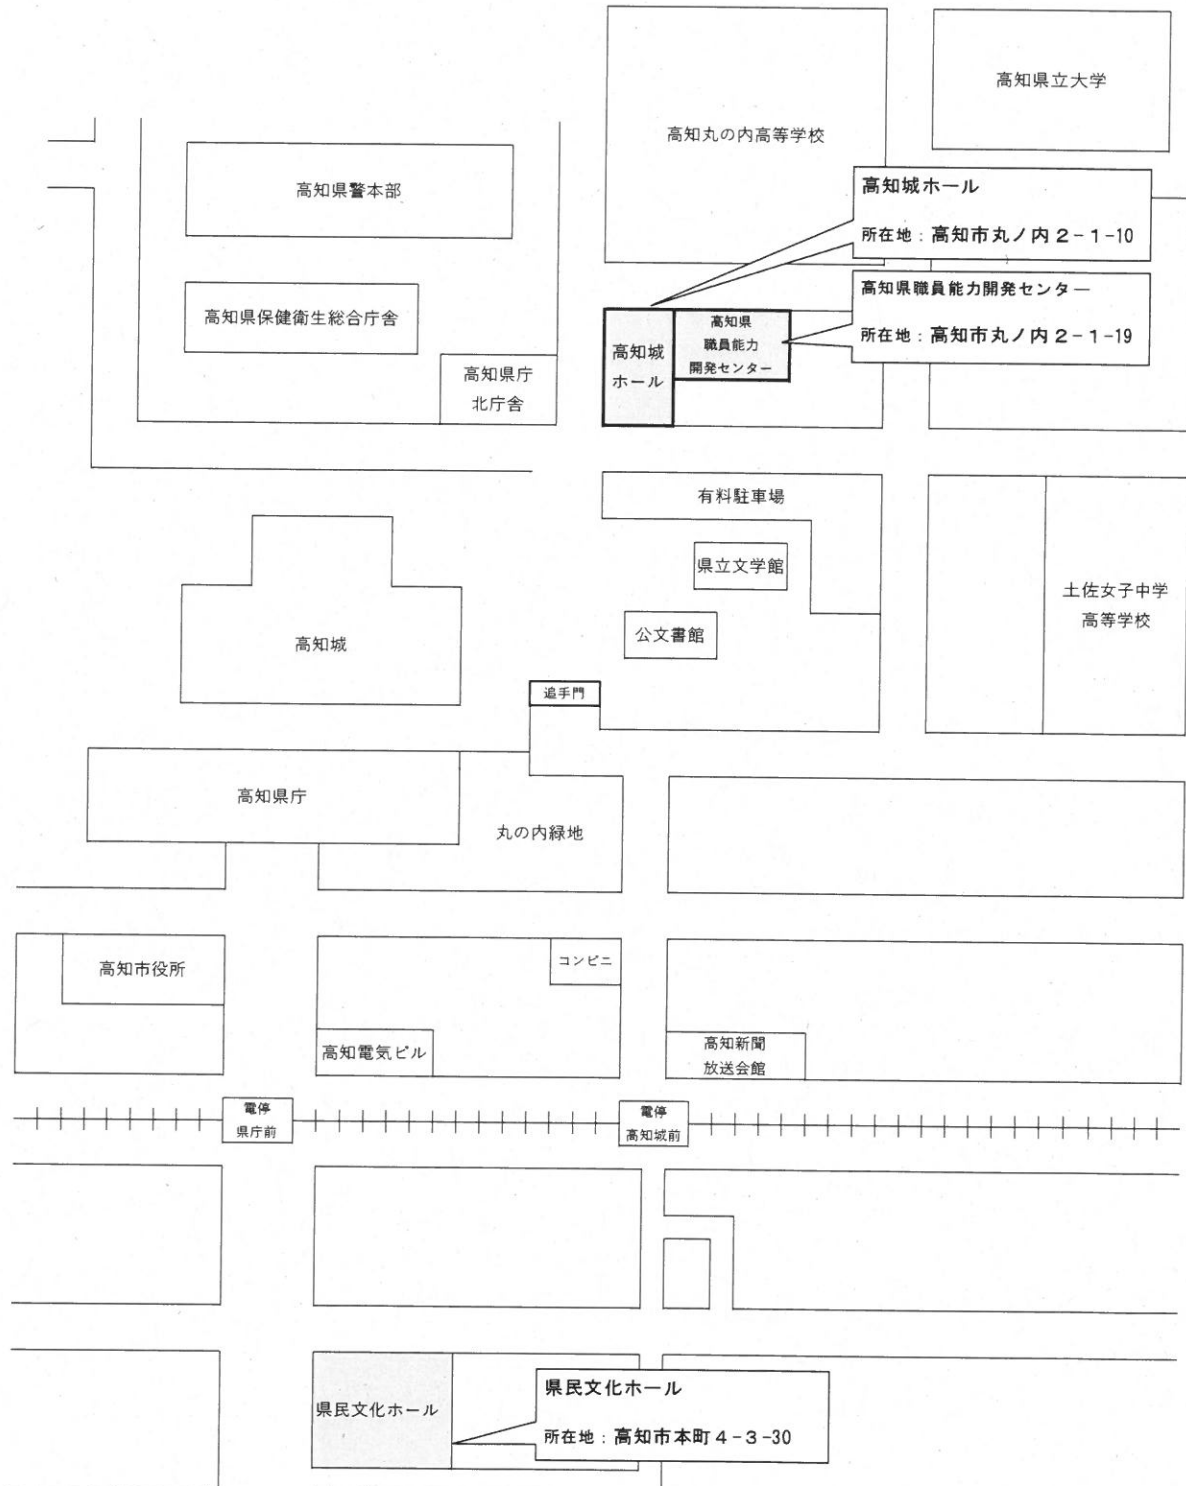 高知県立大学
高知丸の内高等学校
高知県警本部
高知城ホール
所在地：高知市丸ノ内２-１-10
高知県職員能力開発センター
所在地：高知市丸ノ内２-１-19
高知県保健衛生総合庁舎
高知県庁
北庁舎
高知城
ホール
高知県
職員能力
開発センター
有料駐車場
県立文学館
公文書館
土佐女子中学
高等学校
高知城
追手門
高知県庁
丸の内緑地
高知市役所
コンビニ
高知電気ビル
高知新聞
放送会館
電停
県庁前
電停
高知城前
県民文化ホール
県民文化ホール
所在地：高知市本町４-３-30